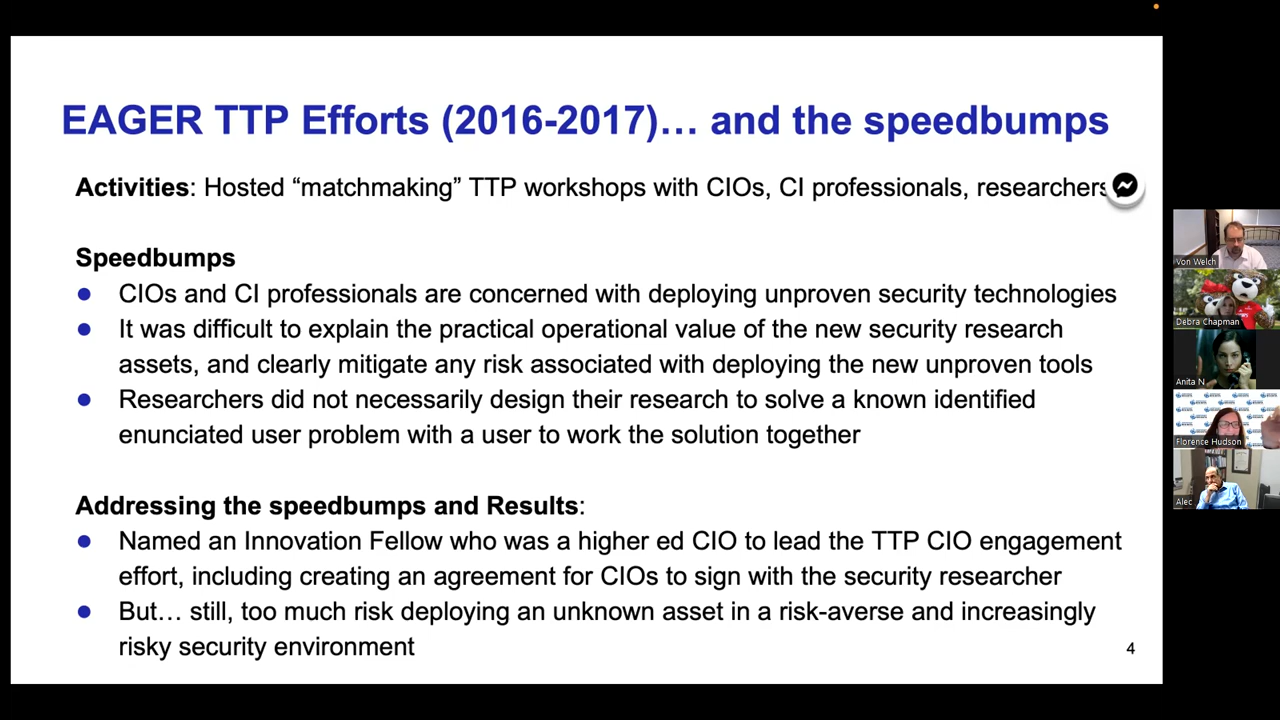 EAGER TTP Efforts (2016-2017)… and the speedbumps
Activities: Hosted “matchmaking” TTP workshops with CIOs, CI professionals, researchers
Speedbumps
● CIOs and CI professionals are concerned with deploying unproven security technologies
● It was difficult to explain the practical operational value of the new security research
assets, and clearly mitigate any risk associated with deploying the new unproven tools
● Researchers did not necessarily design their research to solve a known identified
enunciated user problem with a user to work the solution together
Addressing the speedbumps and Results:
● Named an Innovation Fellow who was a higher ed CIO to lead the TTP CIO engagement
effort, including creating an agreement for CIOs to sign with the security researcher
● But… still, too much risk deploying an unknown asset in a risk-averse and increasingly
risky security environment
4
Von Welch
Debra Chapman
Anita N
Florence Hudson
Alec